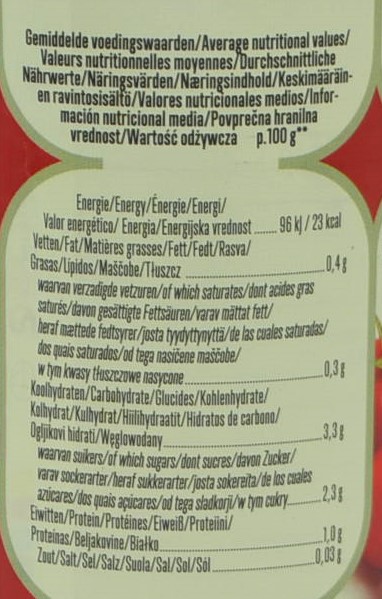 Gemiddelde voedingswaarden/Average nutritional values/
Valeurs nutritionnelles moyennes/Durchschnittliche
Nährwerte/Näringsvärden/Næringsindhold/Keskimääräin-
en ravintosisältö/Valores nutricionales medios/Infor-
mación nutricional media/Povprečna hranilna
vrednost/Wartość odżywcza p.100 g**
Energie/Energy/Énergie/Energi/
Valor energético/ Energia/Energijska vrednost ....... 96 kJ / 23 kcal
Vetten/Fat/Matières grasses/Fett/Fedt/Rasva/
Grasas/Lípidos/Maščobe/Tłuszcz ....... 0,4 g
waarvan verzadigde vetzuren/of which saturates/dont acides gras
saturés/davon gesättigte Fettsäuren/varav mättat fett/
heraf mættede fedtsyrer/josta tyydyttynyttä/de las cuales saturadas/
dos quais saturados/od tega nasičene maščobe/
w tym kwasy tłuszczowe nasycone ....... 0,3 g
Koolhydraten/Carbohydrate/Glucides/Kohlenhydrate/
Kolhydrat/Kulhydrat/Hiilihydraatit/Hidratos de carbono/
Ogljikovi hidrati/Węglowodany ....... 3,3 g
waarvan suikers/of which sugars/dont sucres/davon Zucker/
varav sockerarter/heraf sukkerarter/josta sokereita/de los cuales
azúcares/dos quais açúcares/od tega sladkorji/w tym cukry ....... 2,3 g
Eiwitten/Protein/Protéines/Eiweiß/Proteiini/
Proteínas/Beljakovine/Białko ....... 1,0 g
Zout/Salt/Sel/Salz/Suola/Sal/Sol/Sól ....... 0,03 g